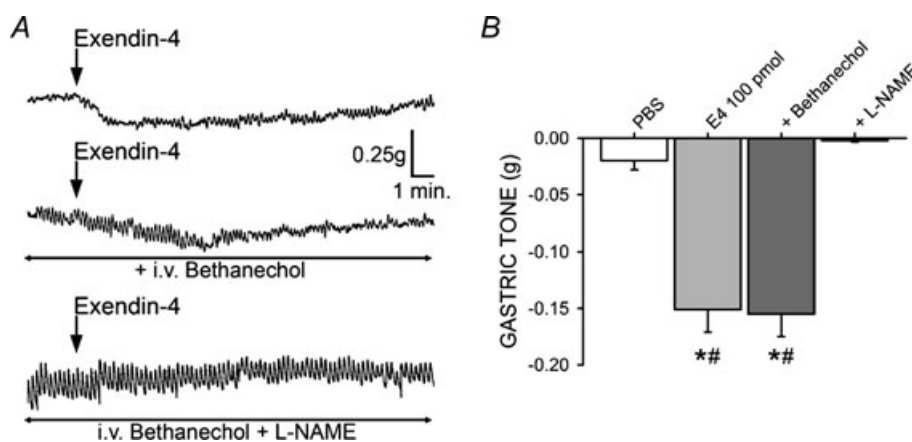 A
Exendin-4
0.25g
1 min.
Exendin-4
+ i.v. Bethanechol
Exendin-4
i.v. Bethanechol + L-NAME
B
PBS
E4 100 pmol
+ Bethanechol
+ L-NAME
GASTRIC TONE (g)
0.00
-0.05
-0.10
-0.15
-0.20
*#
*#